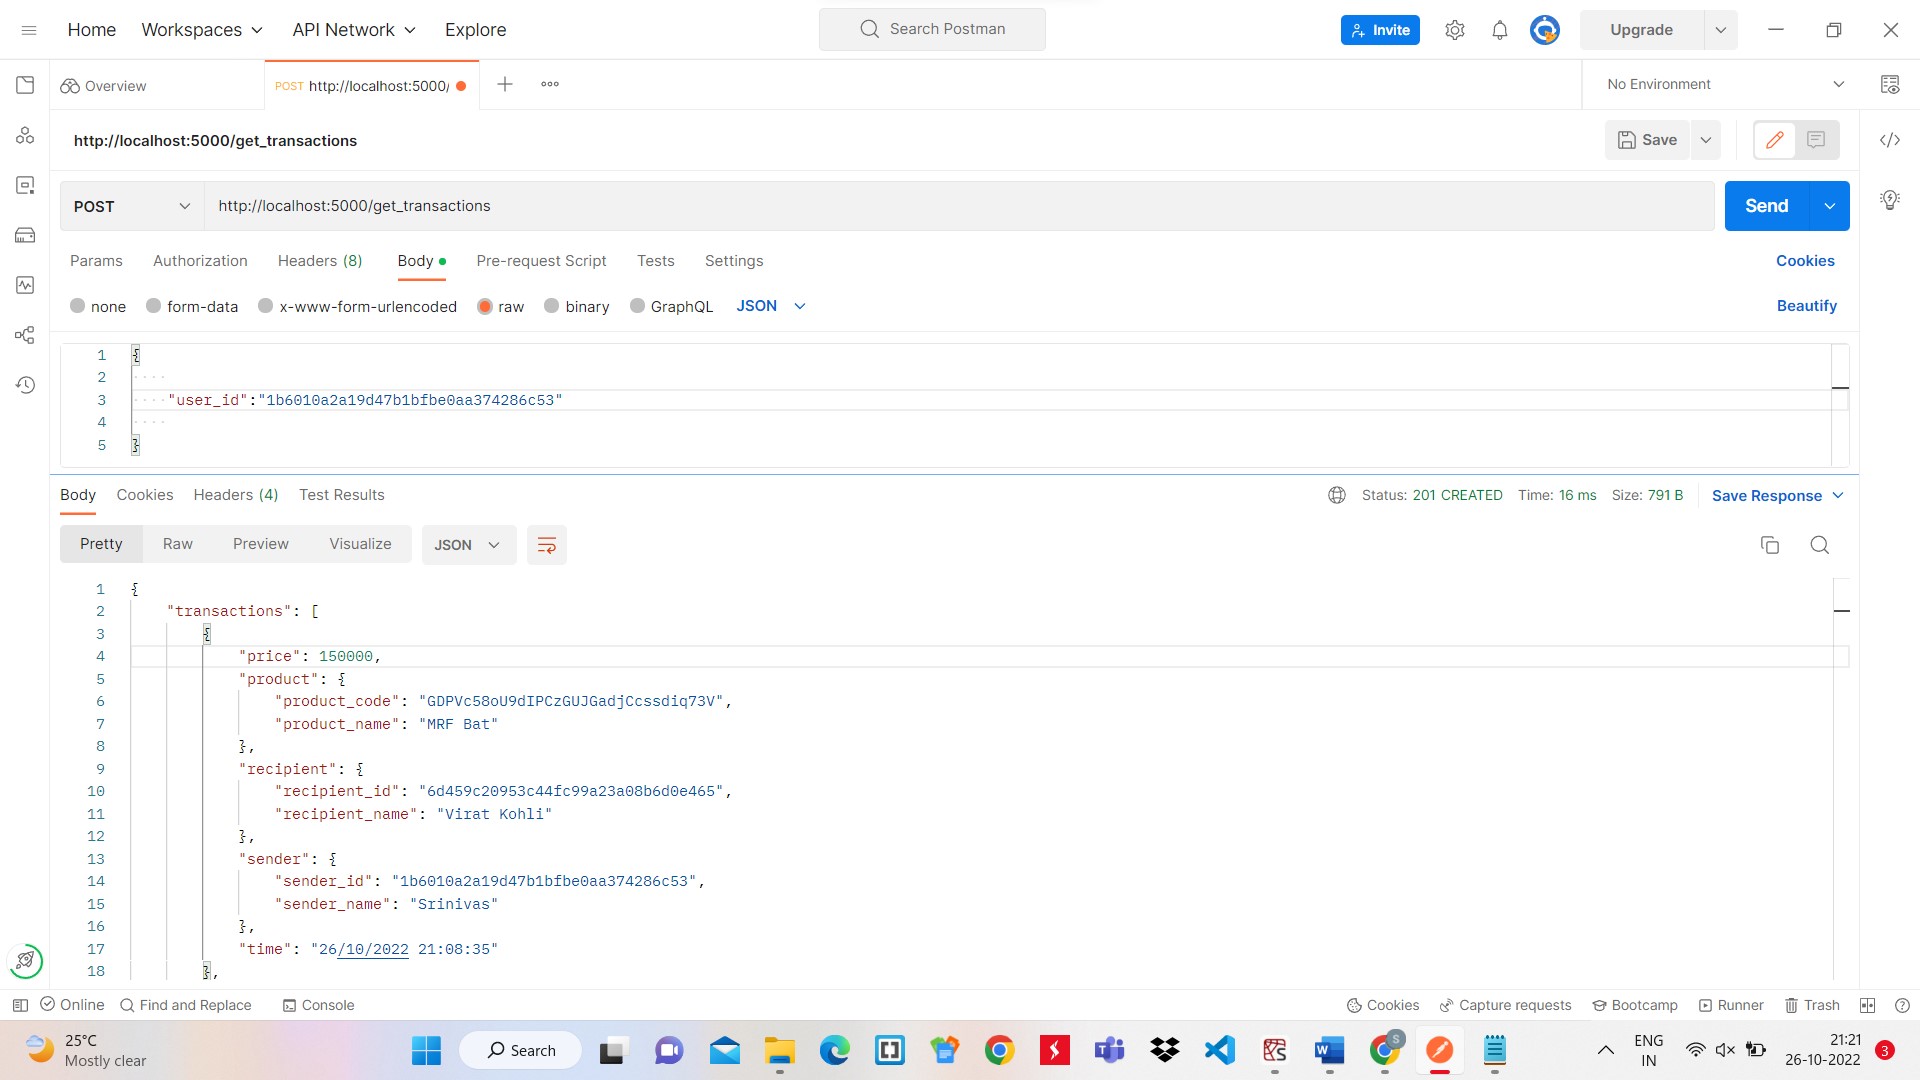 Home Workspaces API Network Explore Search Postman Invite Upgrade
Overview POST http://localhost:5000/ No Environment
http://localhost:5000/get_transactions Save
POST http://localhost:5000/get_transactions Send
Params Authorization Headers (8) Body Pre-request Script Tests Settings Cookies
none form-data x-www-form-urlencoded raw binary GraphQL JSON Beautify
1 {
2
3 "user_id":"1b6010a2a19d47b1bfbe0aa374286c53"
4
5 }
Body Cookies Headers (4) Test Results Status: 201 CREATED Time: 16 ms Size: 791 B Save Response
Pretty Raw Preview Visualize JSON
1 {
2 "transactions": [
3 {
4 "price": 150000,
5 "product": {
6 "product_code": "GDPVc58oU9dIPCzGUJGadjCcssdiq73V",
7 "product_name": "MRF Bat"
8 },
9 "recipient": {
10 "recipient_id": "6d459c20953c44fc99a23a08b6d0e465",
11 "recipient_name": "Virat Kohli"
12 },
13 "sender": {
14 "sender_id": "1b6010a2a19d47b1bfbe0aa374286c53",
15 "sender_name": "Srinivas"
16 },
17 "time": "26/10/2022 21:08:35"
18 },
Online Find and Replace Console Cookies Capture requests Bootcamp Runner Trash
25°C
Mostly clear
Search
S
ENG
IN
21:21
26-10-2022
3